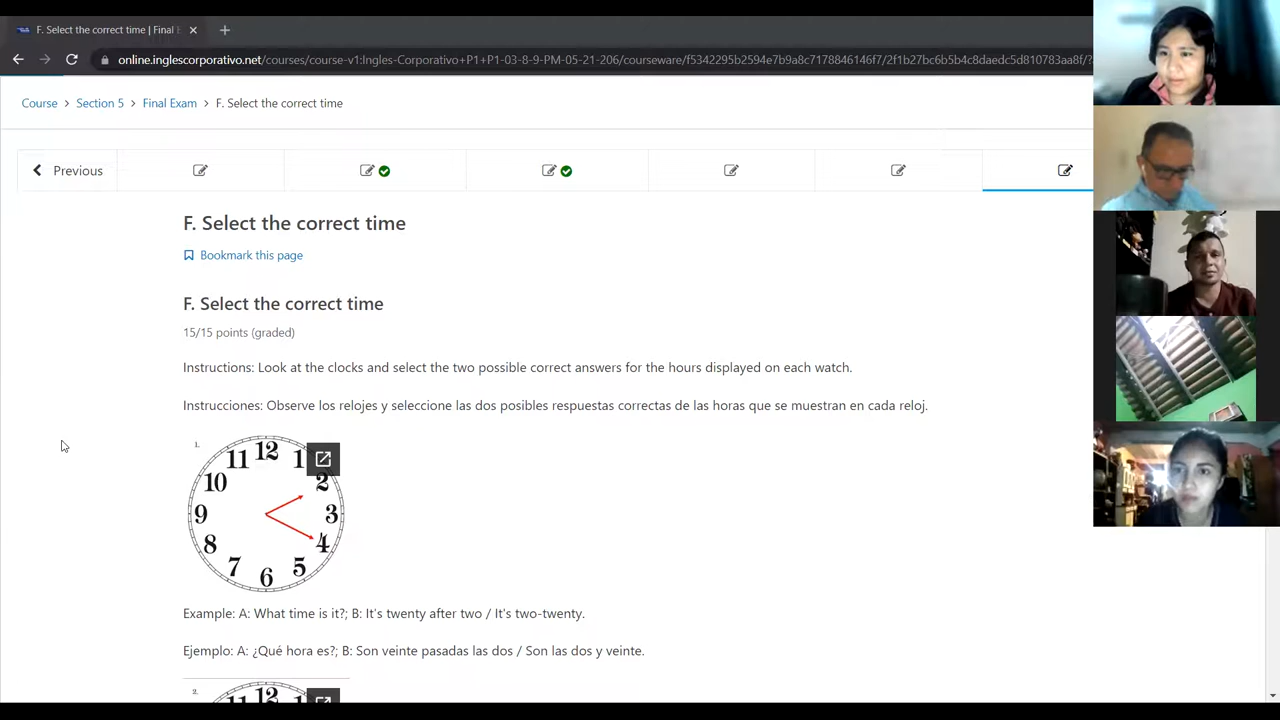 F. Select the correct time | Final E
online.inglescorporativo.net/courses/course-v1:Ingles-Corporativo+P1+P1-03-8-9-PM-05-21-206/courseware/f5342295b2594e7b9a8c7178846146f7/2f1b27bc6b5b4c8daedc5d810783aa8f/?
Course > Section 5 > Final Exam > F. Select the correct time
Previous
F. Select the correct time
Bookmark this page
F. Select the correct time
15/15 points (graded)
Instructions: Look at the clocks and select the two possible correct answers for the hours displayed on each watch.
Instrucciones: Observe los relojes y seleccione las dos posibles respuestas correctas de las horas que se muestran en cada reloj.
1.
12
11 1
10 2
9 3
8 4
7 5
6
Example: A: What time is it?; B: It's twenty after two / It's two-twenty.
Ejemplo: A: ¿Qué hora es?; B: Son veinte pasadas las dos / Son las dos y veinte.
2.
11 12 1